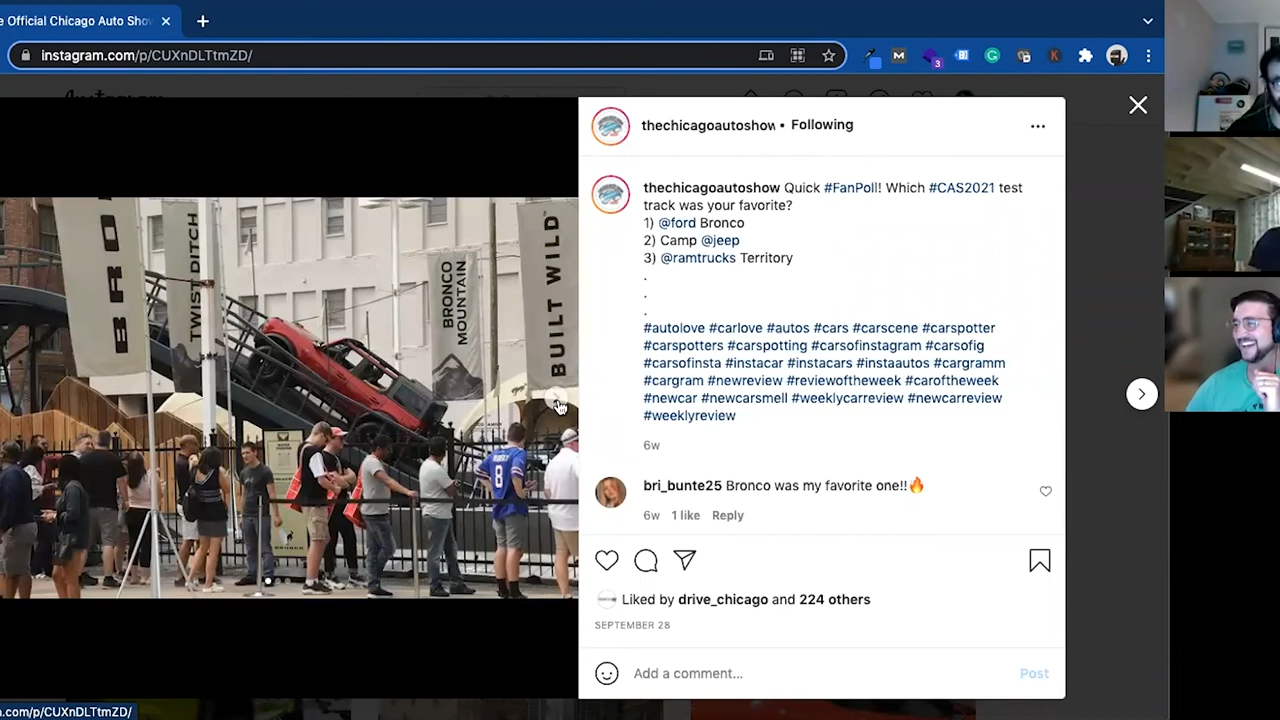 e Official Chicago Auto Sho
instagram.com/p/CUXnDLTtmZD/
3
thechicagoautoshow • Following
thechicagoautoshow Quick #FanPoll! Which #CAS2021 test
track was your favorite?
1) @ford Bronco
2) Camp @jeep
3) @ramtrucks Territory
.
.
.
#autolove #carlove #autos #cars #carscene #carspotter
#carspotters #carspotting #carsofinstagram #carsofig
#carsofinsta #instacar #instacars #instaautos #cargramm
#cargram #newreview #reviewoftheweek #caroftheweek
#newcar #newcarsmell #weeklycarreview #newcarreview
#weeklyreview
6w
bri_bunte25 Bronco was my favorite one!!🔥
6w 1 like Reply
Liked by drive_chicago and 224 others
SEPTEMBER 28
Add a comment... Post
BRO
TWIST DITCH
BRONCO
MOUNTAIN
BUILT WILD
8
n.com/p/CUXnDLTtmZD/